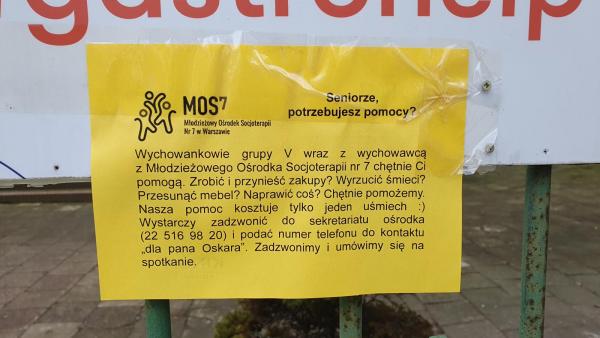 gastrohelp
MOS7
Młodzieżowy Ośrodek Socjoterapii
Nr 7 w Warszawie
Seniorze,
potrzebujesz pomocy?
Wychowankowie grupy V wraz z wychowawcą
z Młodzieżowego Ośrodka Socjoterapii nr 7 chętnie Ci
pomogą. Zrobić i przynieść zakupy? Wyrzucić śmieci?
Przesunąć mebel? Naprawić coś? Chętnie pomożemy.
Nasza pomoc kosztuje tylko jeden uśmiech :)
Wystarczy zadzwonić do sekretariatu ośrodka
(22 516 98 20) i podać numer telefonu do kontaktu
„dla pana Oskara”. Zadzwonimy i umówimy się na
spotkanie.